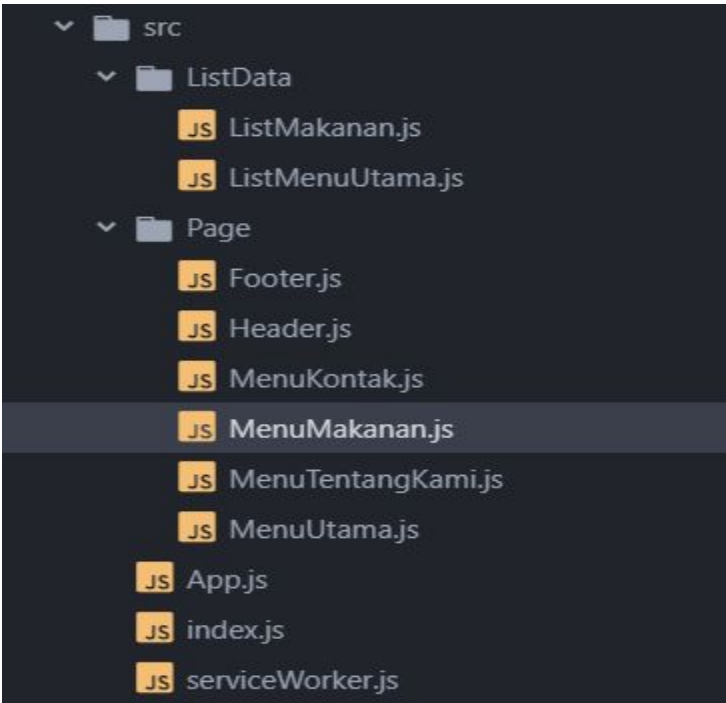 src
ListData
JS ListMakanan.js
JS ListMenuUtama.js
Page
JS Footer.js
JS Header.js
JS MenuKontak.js
JS MenuMakanan.js
JS MenuTentangKami.js
JS MenuUtama.js
JS App.js
JS index.js
JS serviceWorker.js